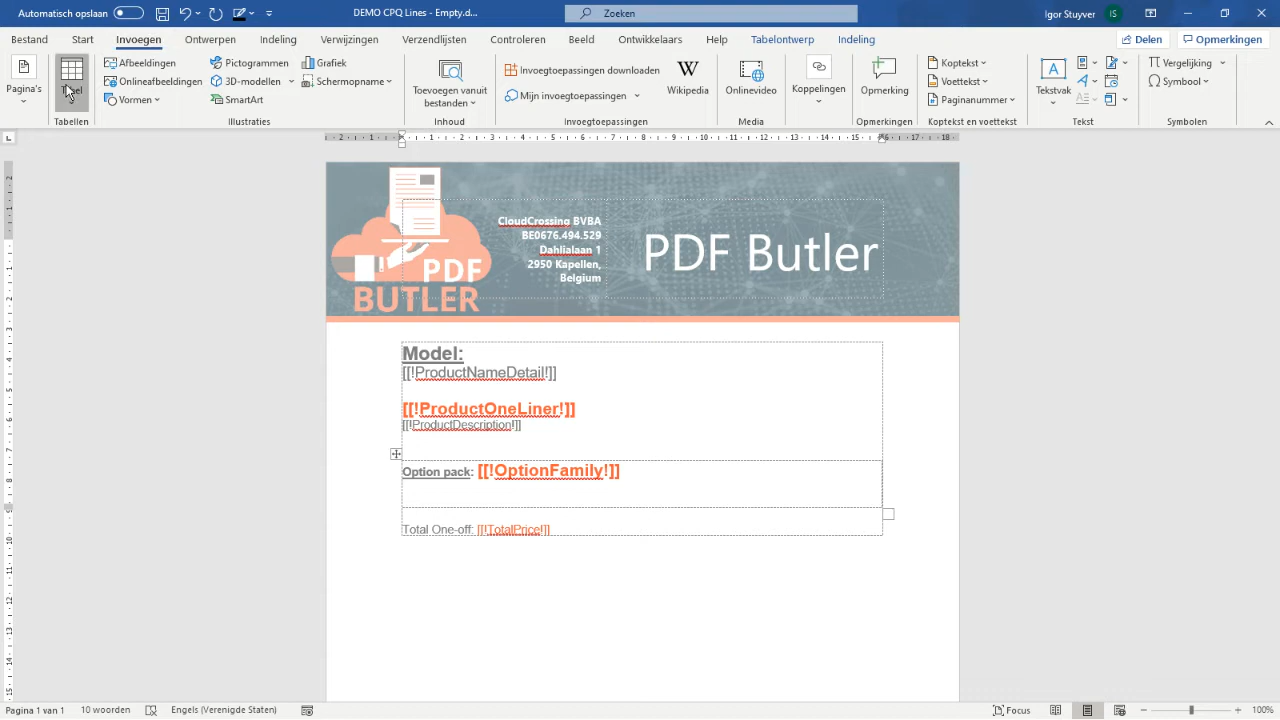 Automatisch opslaan
DEMO CPQ PDF
Zoeken
Igor Stuyver
IS
Bestand Start Invoegen Ontwerpen Indeling Verwijzingen Verzendlijsten Controleren Beeld Ontwikkelaars Help Tabelontwerp Indeling
Delen
Opmerkingen
Pagina's
Tabellen
Afbeeldingen
Onlineafbeeldingen
Vormen
Pictogrammen
3D-modellen
SmartArt
Grafiek
Schermopname
Illustraties
Toevoegen vanuit
bestanden
Inhoud
Invoegtoepassingen downloaden
Mijn invoegtoepassingen
Invoegtoepassingen
W
Wikipedia
Onlinevideo
Media
Koppelingen
Opmerking
Opmerkingen
Koptekst
Voettekst
Paginanummer
Koptekst en voettekst
Tekstvak
Tekst
Vergelijking
Symbool
Symbolen
CloudCrossing BVBA
BE0676.494.529
Dahlialaan 1
2950 Kapellen,
Belgium
PDF Butler
PDF
BUTLER
Model:
[[!ProductNameDetail!]]
[[!ProductOneLiner!]]
[[!ProductDescription!]]
Option pack: [[!OptionFamily!]]
Total One-off: [[!TotalPrice!]]
Pagina 1 van 1
10 woorden
Engels (Verenigde Staten)
Focus
100%